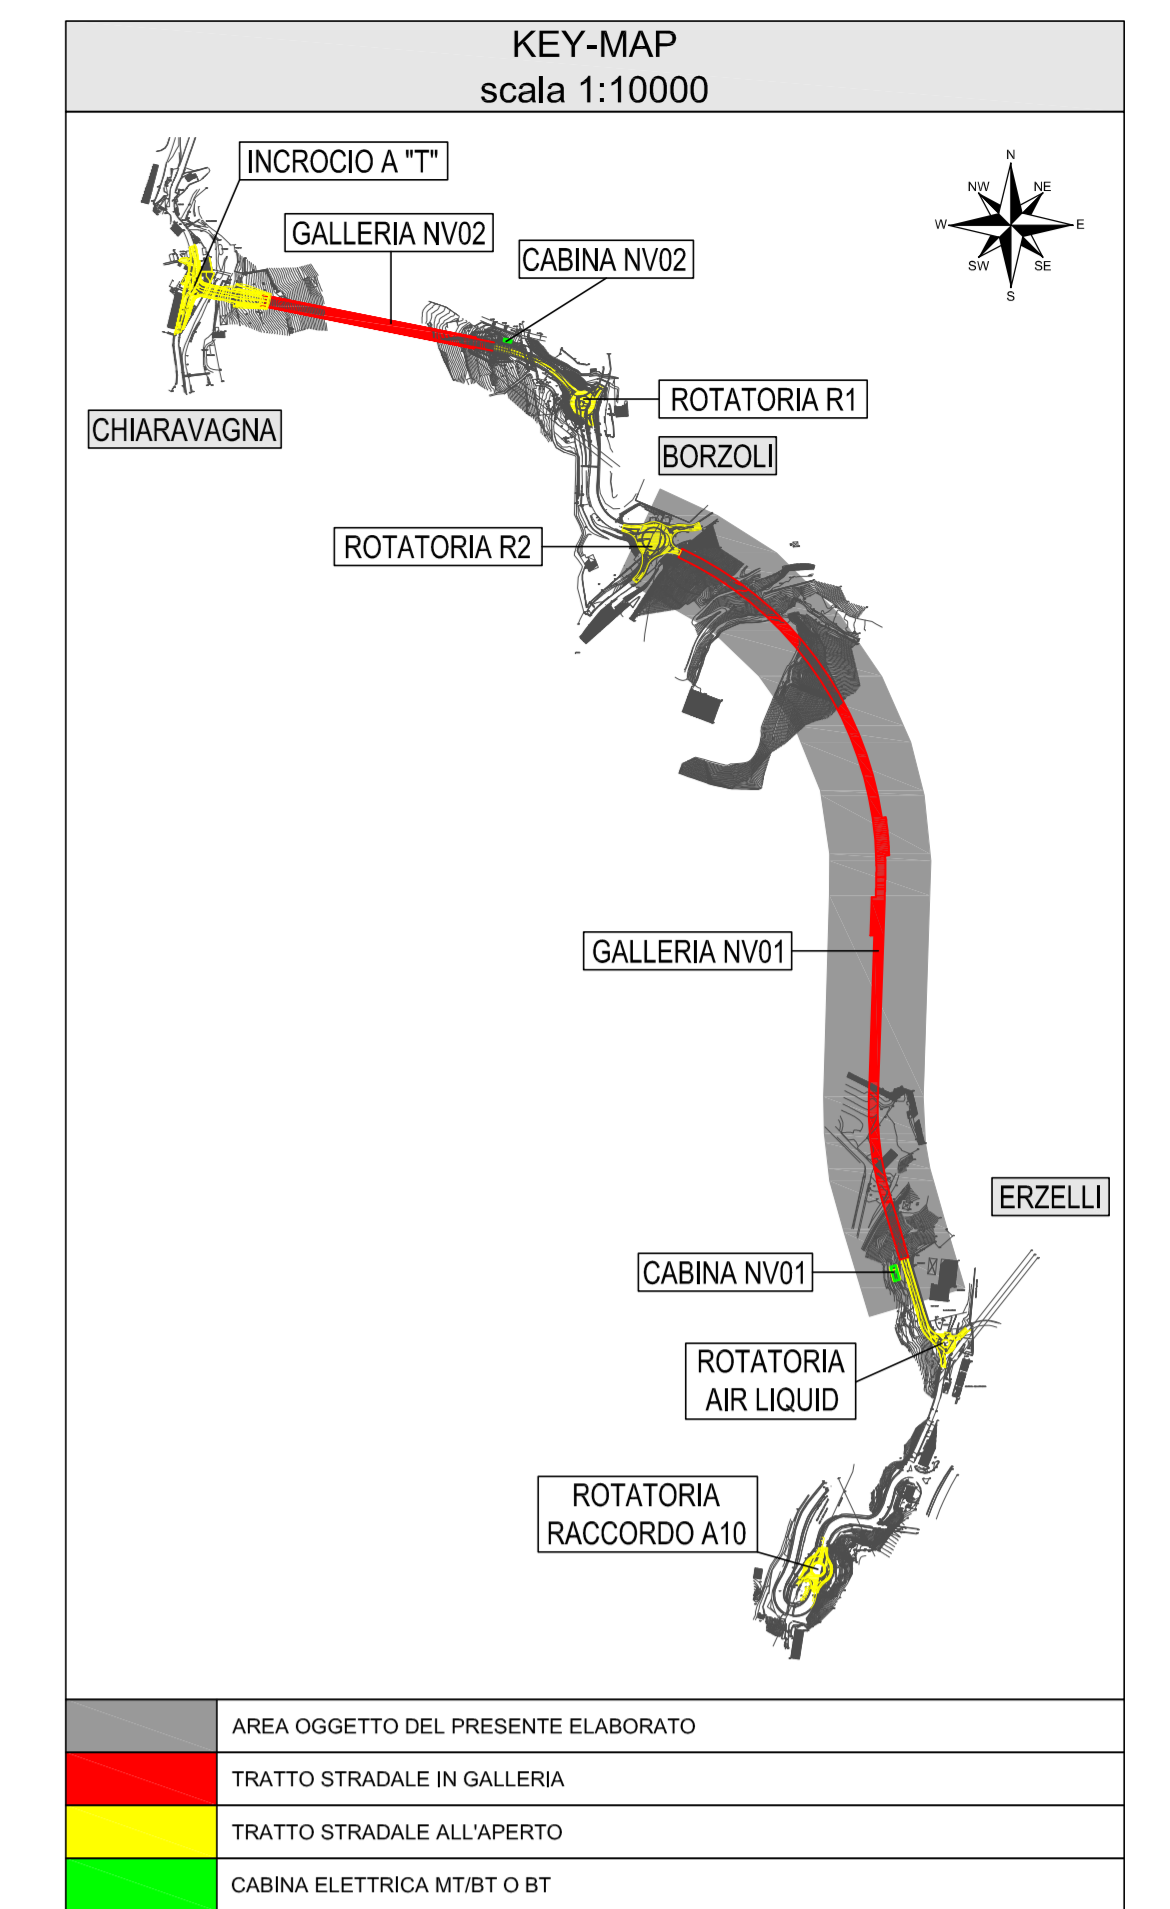 KEY-MAP
scala 1:10000
INCROCIO A "T"
GALLERIA NV02
CABINA NV02
N
NW
NE
W
E
SW
SE
S
ROTATORIA R1
CHIARAVAGNA
BORZOLI
ROTATORIA R2
GALLERIA NV01
ERZELLI
CABINA NV01
ROTATORIA
AIR LIQUID
ROTATORIA
RACCORDO A10
AREA OGGETTO DEL PRESENTE ELABORATO
TRATTO STRADALE IN GALLERIA
TRATTO STRADALE ALL'APERTO
CABINA ELETTRICA MT/BT O BT